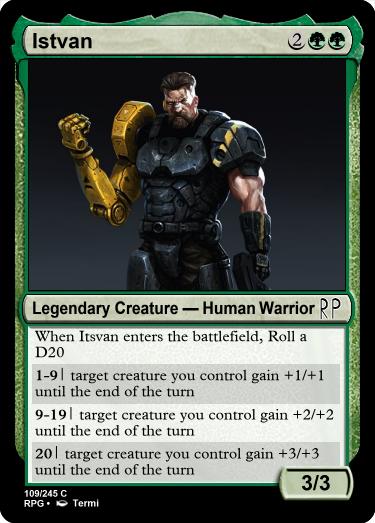 Istvan 2
Legendary Creature — Human Warrior RP
When Itsvan enters the battlefield, Roll a
D20
1-9| target creature you control gain +1/+1
until the end of the turn
9-19| target creature you control gain +2/+2
until the end of the turn
20| target creature you control gain +3/+3
until the end of the turn
3/3
109/245 C
RPG • Termi